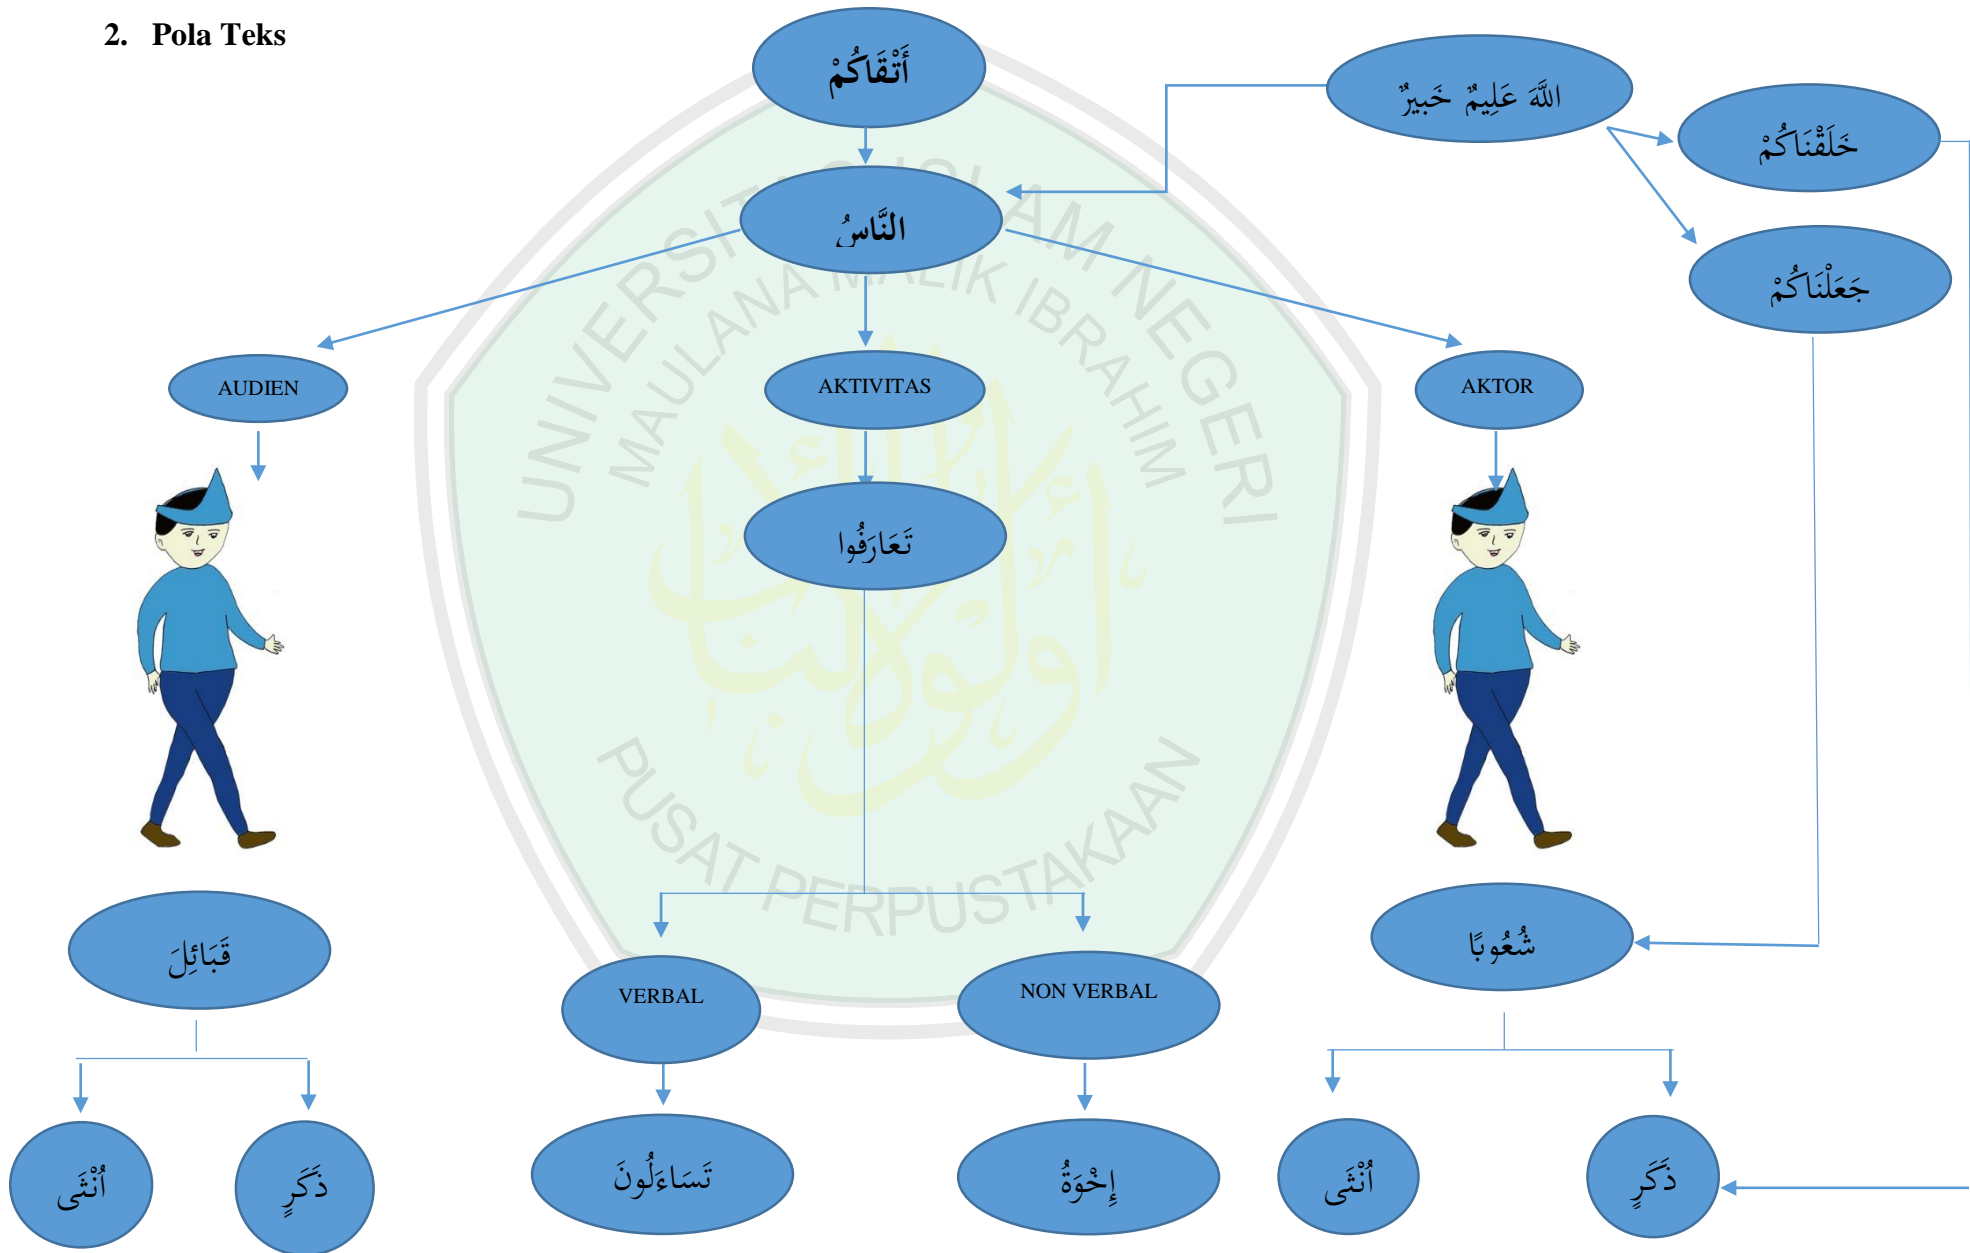 2. Pola Teks
أَتْقَاكُمْ
اللَّهَ عَلِيمٌ خَبِيرٌ
خَلَقْنَاكُمْ
النَّاسُ
جَعَلْنَاكُمْ
AUDIEN
AKTIVITAS
AKTOR
تَعَارَفُوا
قَبَائِلَ
VERBAL
NON VERBAL
شُعُوبًا
أُنْثَى
ذَكَرٍ
تَسَاءَلُونَ
إِخْوَةٌ
أُنْثَى
ذَكَرٍ
UNIVERSITAS ISLAM NEGERI
MAULANA MALIK IBRAHIM
PUSAT PERPUSTAKAAN